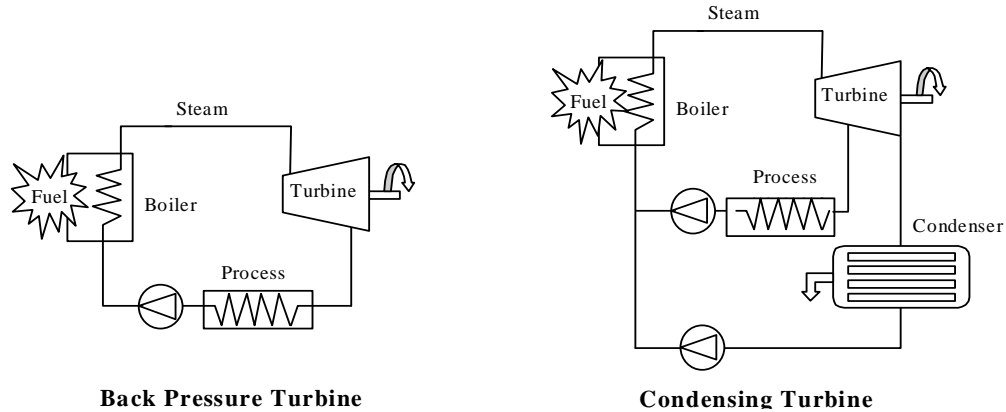 Steam
Fuel
Boiler
Turbine
Process
Back Pressure Turbine
Steam
Fuel
Boiler
Turbine
Process
Condenser
Condensing Turbine